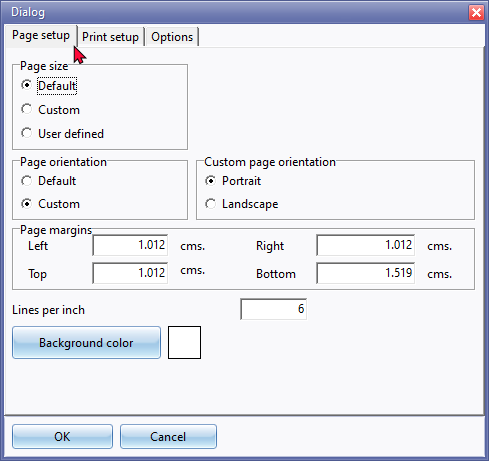 Dialog
Page setup Print setup Options
Page size
Default
Custom
User defined
Page orientation
Default
Custom
Custom page orientation
Portrait
Landscape
Page margins
Left 1.012 cms. Right 1.012 cms.
Top 1.012 cms. Bottom 1.519 cms.
Lines per inch 6
Background color
OK Cancel